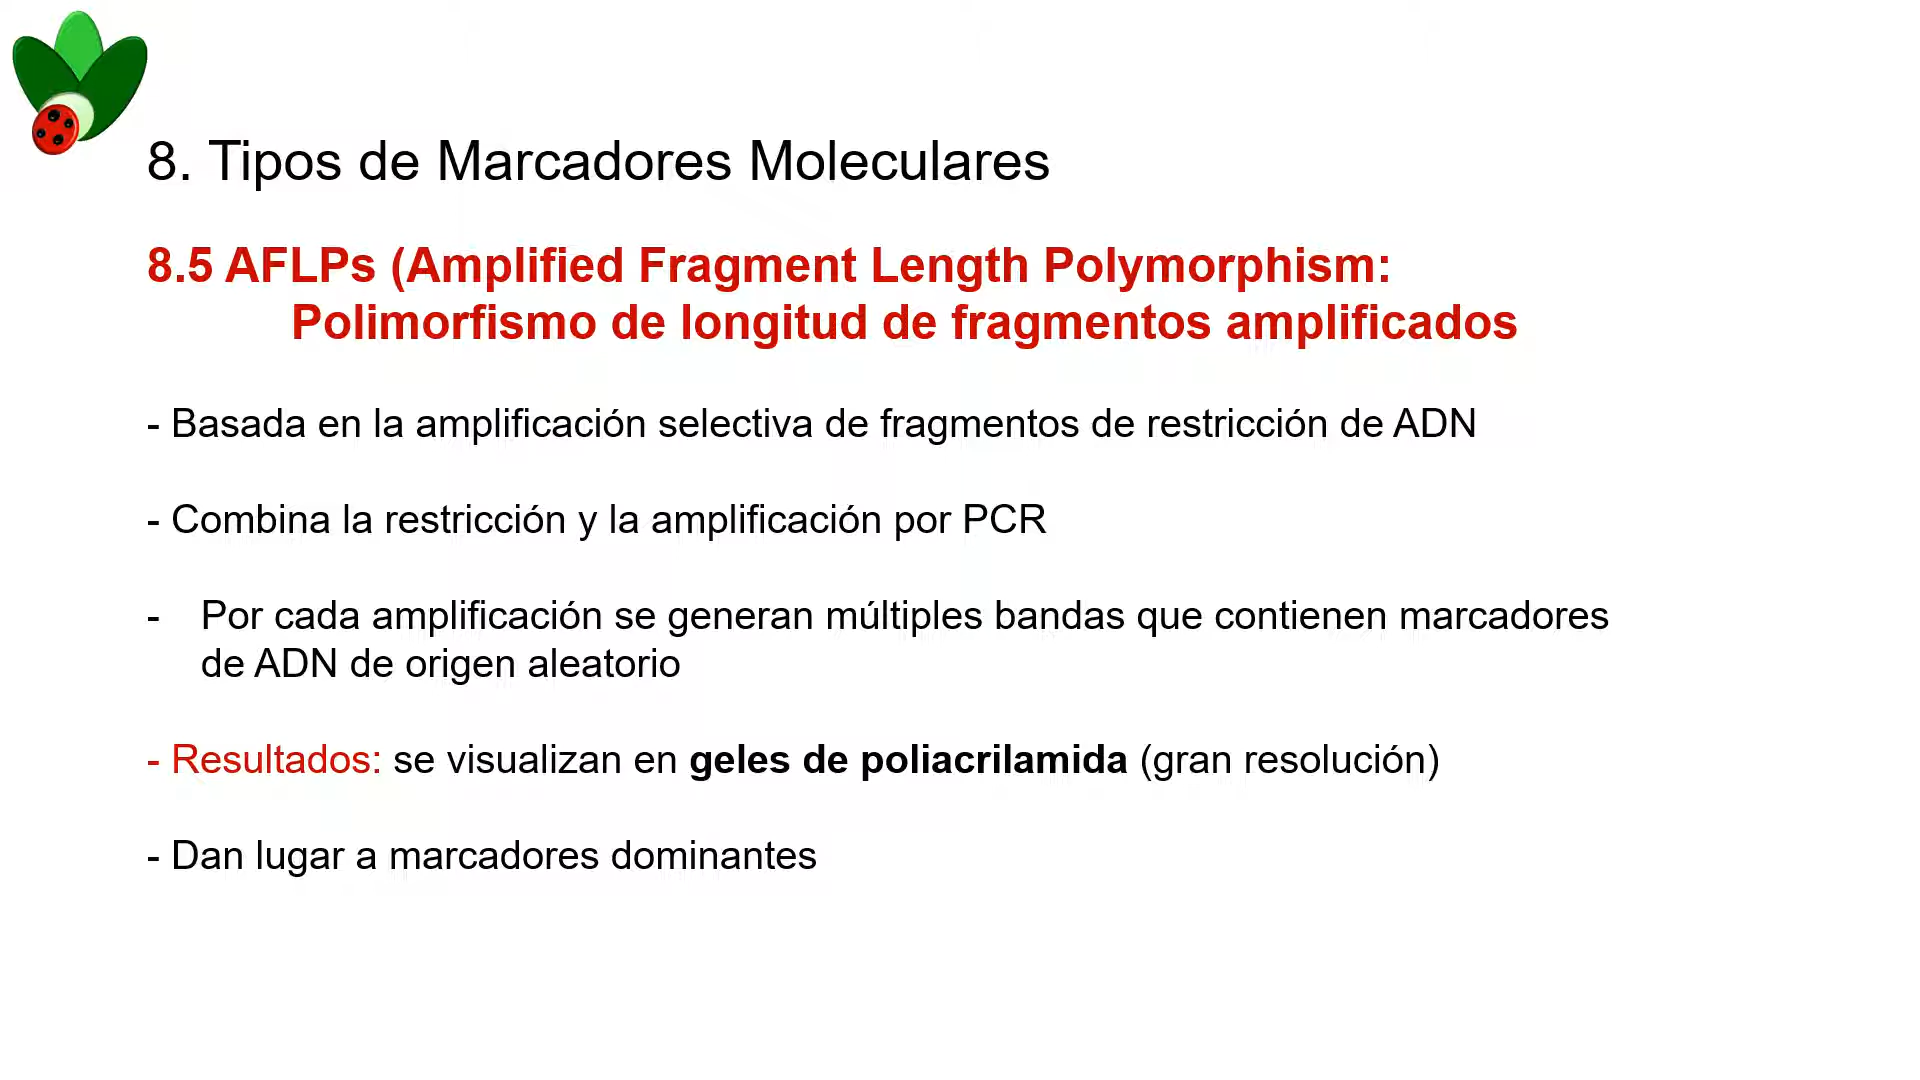 8. Tipos de Marcadores Moleculares
8.5 AFLPs (Amplified Fragment Length Polymorphism:
Polimorfismo de longitud de fragmentos amplificados
- Basada en la amplificación selectiva de fragmentos de restricción de ADN
- Combina la restricción y la amplificación por PCR
- Por cada amplificación se generan múltiples bandas que contienen marcadores
de ADN de origen aleatorio
- Resultados: se visualizan en geles de poliacrilamida (gran resolución)
- Dan lugar a marcadores dominantes